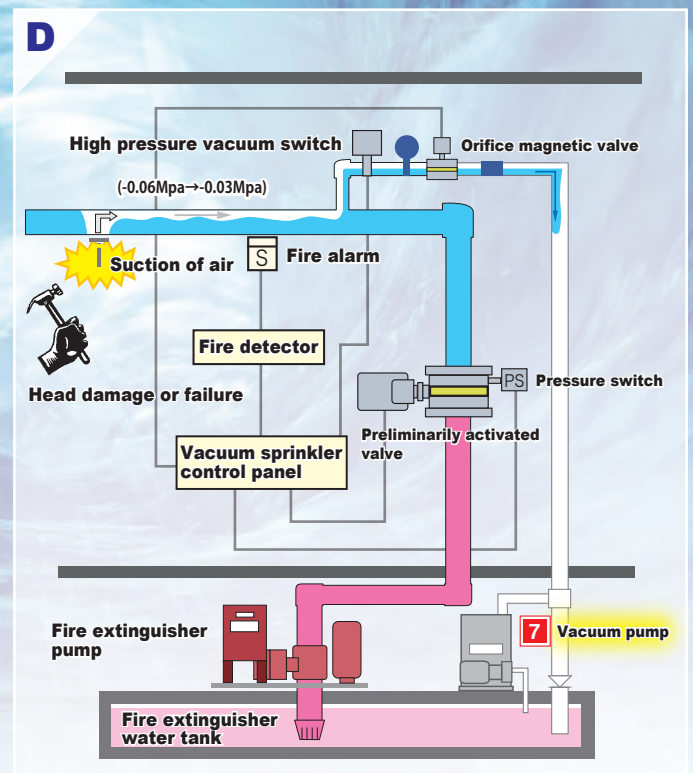 D
High pressure vacuum switch
Orifice magnetic valve
(-0.06Mpa→-0.03Mpa)
Suction of air
S
Fire alarm
Fire detector
Head damage or failure
PS
Pressure switch
Preliminarily activated
valve
Vacuum sprinkler
control panel
Fire extinguisher
pump
7
Vacuum pump
Fire extinguisher
water tank